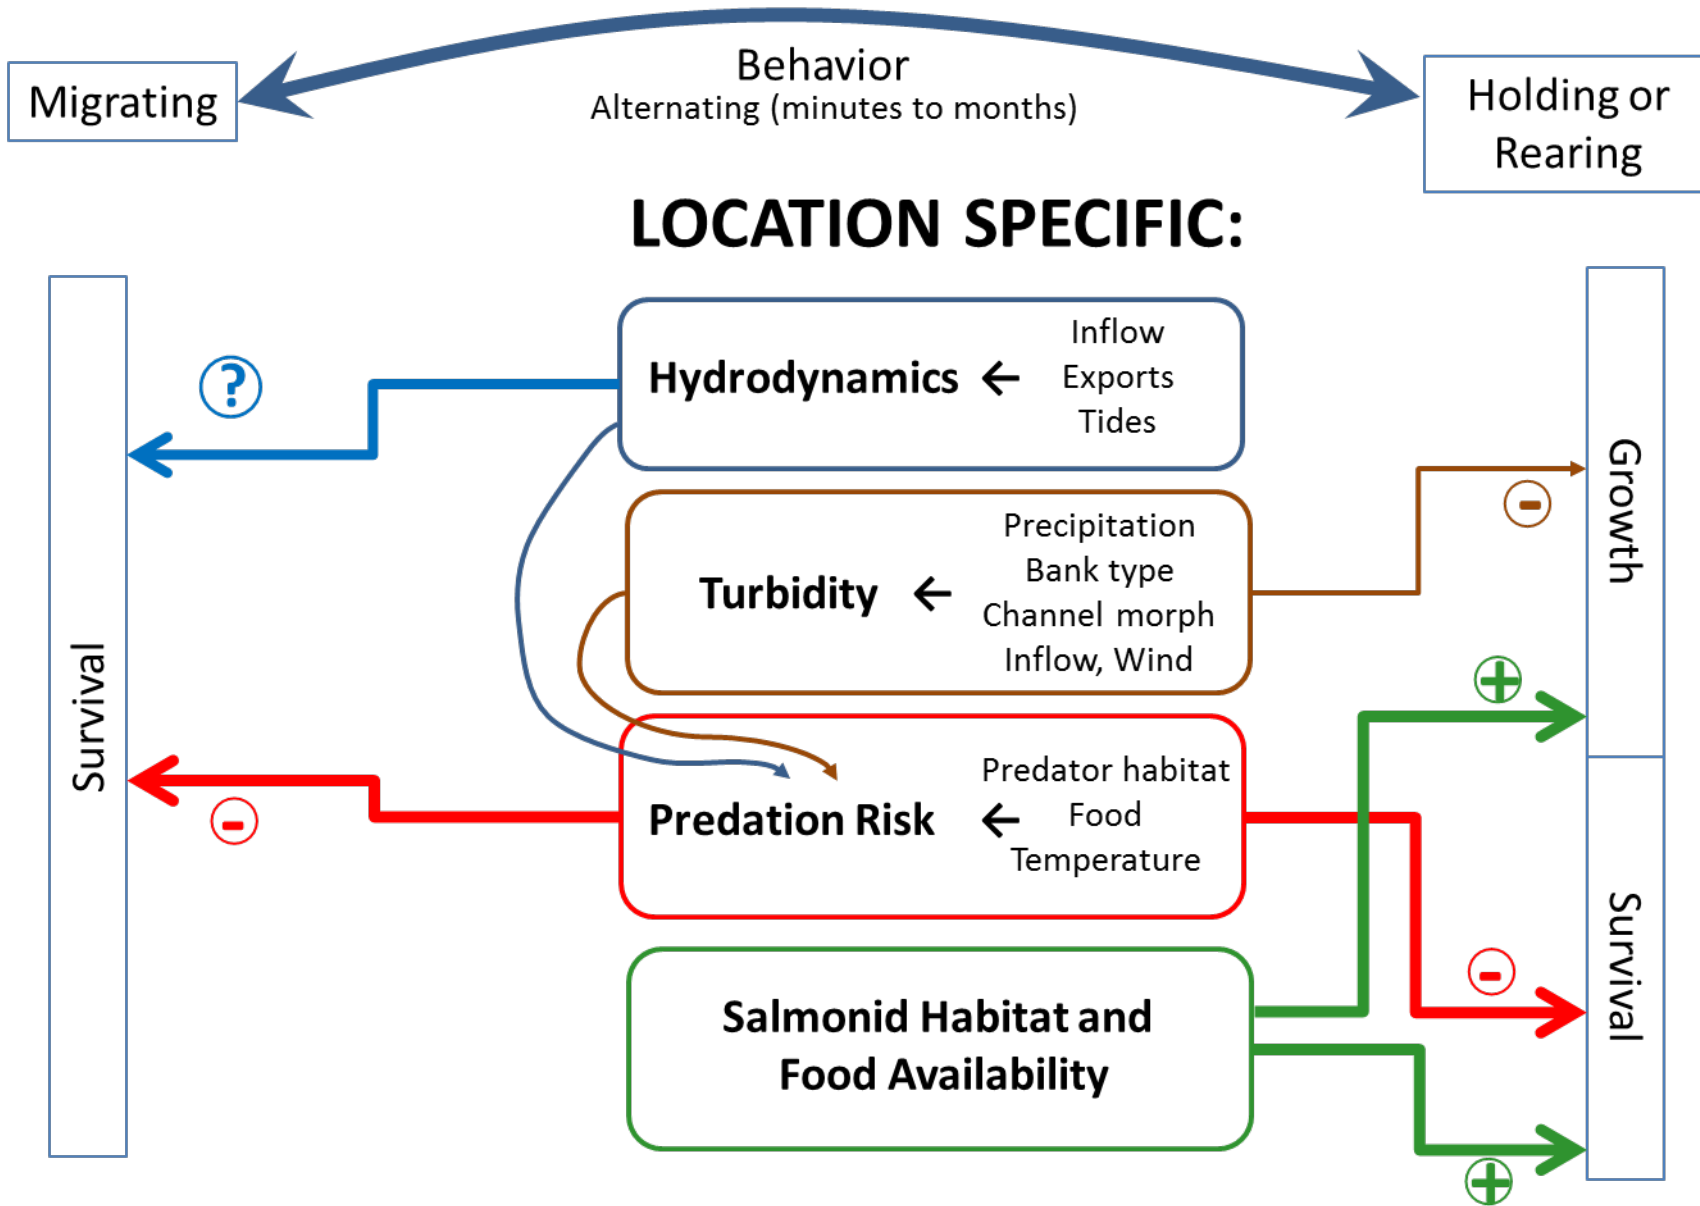 Migrating
Behavior
Alternating (minutes to months)
Holding or
Rearing
LOCATION SPECIFIC:
Survival
?
Hydrodynamics ←
Inflow
Exports
Tides
Turbidity ←
Precipitation
Bank type
Channel morph
Inflow, Wind
-
Growth
+
Predation Risk ←
Predator habitat
Food
Temperature
-
-
Survival
Salmonid Habitat and
Food Availability
+